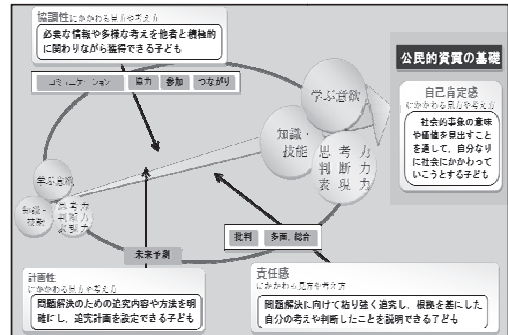 協調性にかかわる見方や考え方
必要な情報や多様な考えを他者と積極的
に関わりながら獲得できる子ども
コミュニケーション
協力
参加
つながり
公民的資質の基礎
自己肯定感
にかかわる見方や考え方
社会的事象の意味
や価値を見出すこと
を通して，自分なり
に社会にかかわって
いこうとする子ども
学ぶ意欲
知識・
技能
思考力
判断力
表現力
学ぶ意欲
知識・
技能
思考力
判断力
表現力
未来予測
批判
多面，総合
計画性
にかかわる見方や考え方
問題解決のための追究内容や方法を明
確にし，追究計画を設定できる子ども
責任感
にかかわる見方や考え方
問題解決に向けて粘り強く追究し，根拠を基にした
自分の考えや判断したことを説明できる子ども